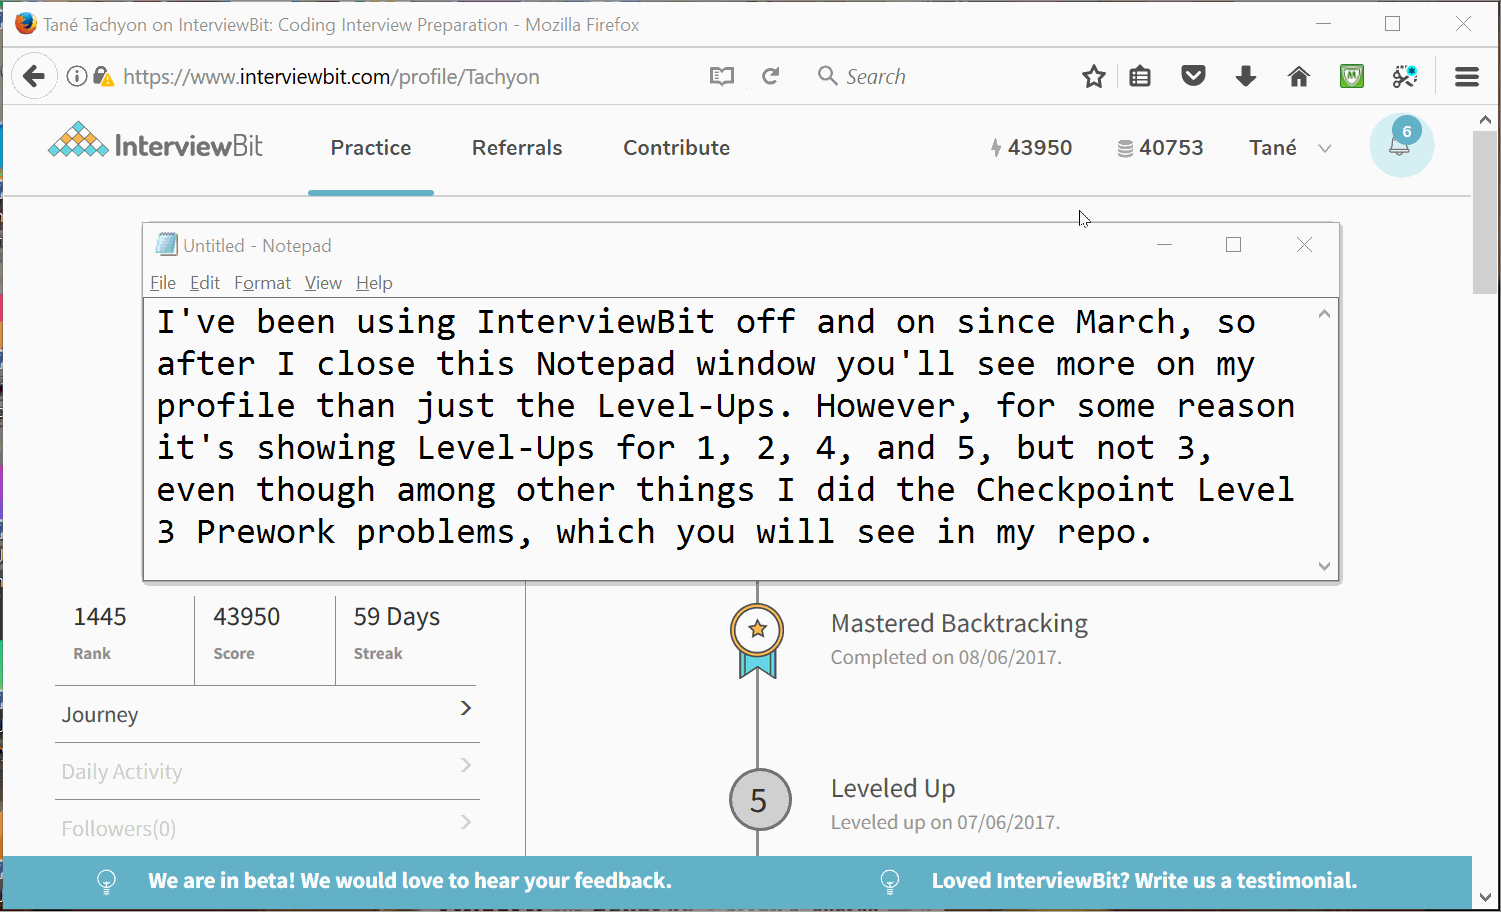 Tané Tachyon on InterviewBit: Coding Interview Preparation - Mozilla Firefox
https://www.interviewbit.com/profile/Tachyon
Search
InterviewBit
Practice
Referrals
Contribute
43950
40753
Tané
6
Untitled - Notepad
File Edit Format View Help
I've been using InterviewBit off and on since March, so
after I close this Notepad window you'll see more on my
profile than just the Level-Ups. However, for some reason
it's showing Level-Ups for 1, 2, 4, and 5, but not 3,
even though among other things I did the Checkpoint Level
3 Prework problems, which you will see in my repo.
1445
Rank
43950
Score
59 Days
Streak
Journey
Daily Activity
Followers(0)
Mastered Backtracking
Completed on 08/06/2017.
5
Leveled Up
Leveled up on 07/06/2017.
We are in beta! We would love to hear your feedback.
Loved InterviewBit? Write us a testimonial.